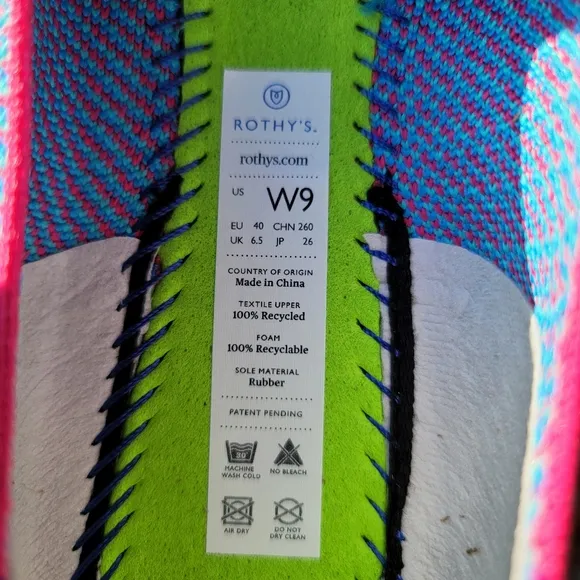 ROTHY'S.
rothys.com
US W9
EU 40 CHN 260
UK 6.5 JP 26
COUNTRY OF ORIGIN
Made in China
TEXTILE UPPER
100% Recycled
FOAM
100% Recyclable
SOLE MATERIAL
Rubber
PATENT PENDING
30°
MACHINE WASH COLD
NO BLEACH
AIR DRY
DO NOT DRY CLEAN